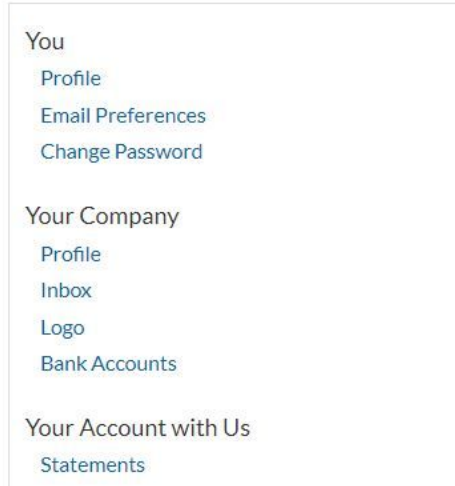 You
Profile
Email Preferences
Change Password
Your Company
Profile
Inbox
Logo
Bank Accounts
Your Account with Us
Statements